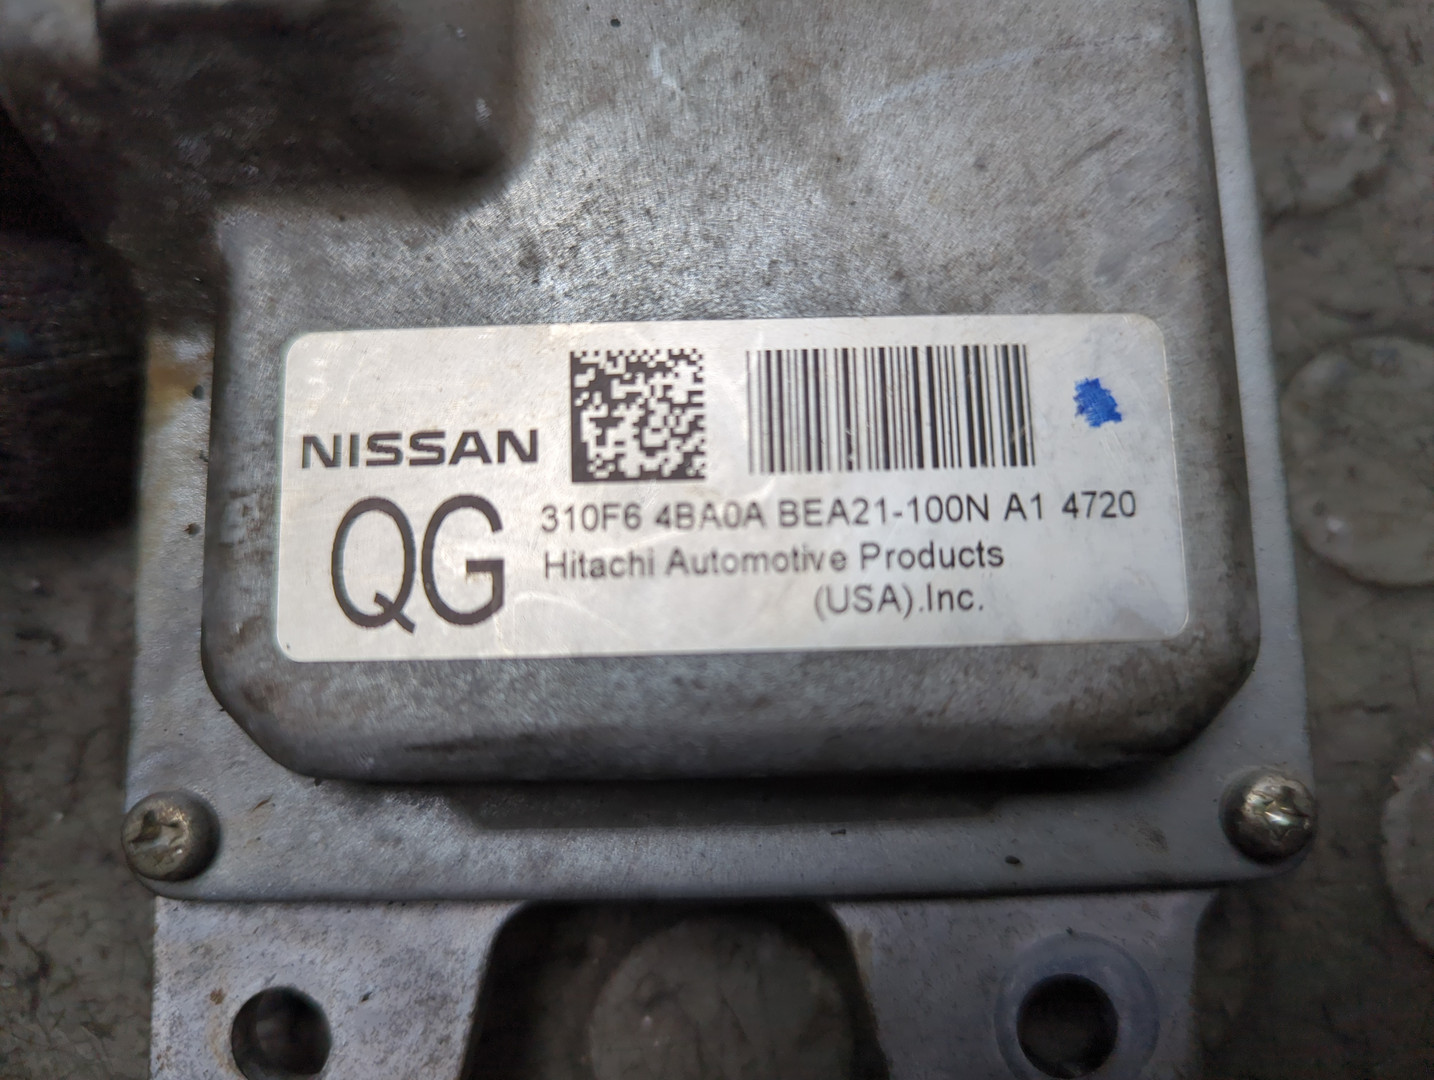 NISSAN
QG
310F6 4BA0A BEA21-100N A1 4720
Hitachi Automotive Products
(USA).Inc.